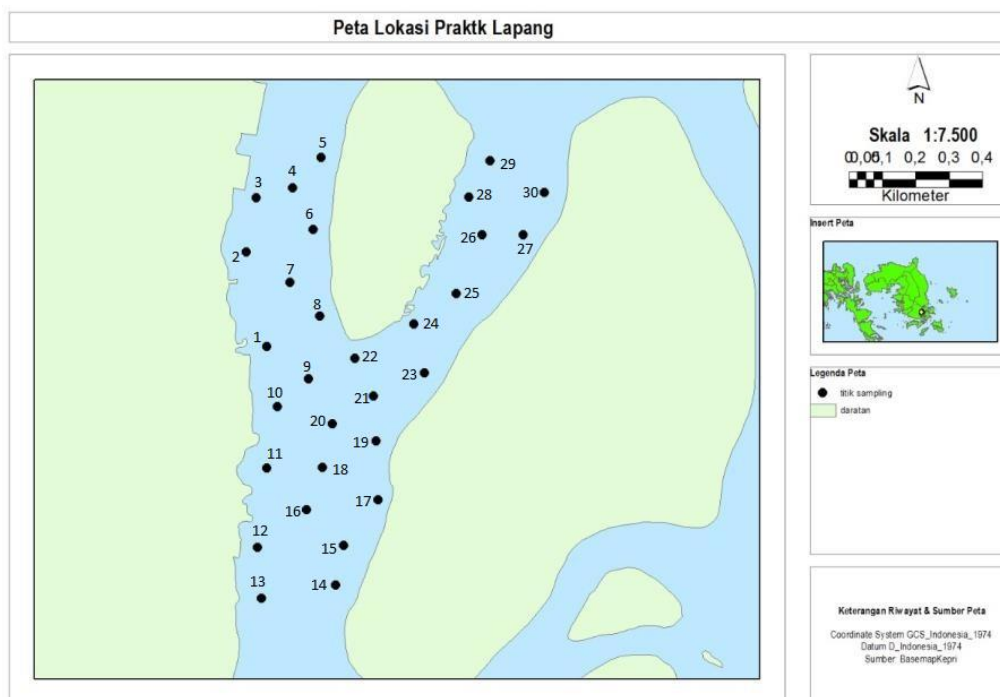 Peta Lokasi Praktk Lapang
N
Skala 1:7.500
0,1 0,2 0,3 0,4
Kilometer
Insert Peta
Legenda Peta
titik sampling
daratan
Keterangan Riwayat & Sumber Peta
Coordinate System GCS_Indonesia_1974
Datum D_Indonesia_1974
Sumber BasemapKepri
5
29
4
3
28
30
6
26
27
2
7
25
8
24
1
22
9
23
10
21
20
19
11
18
17
16
12
15
13
14